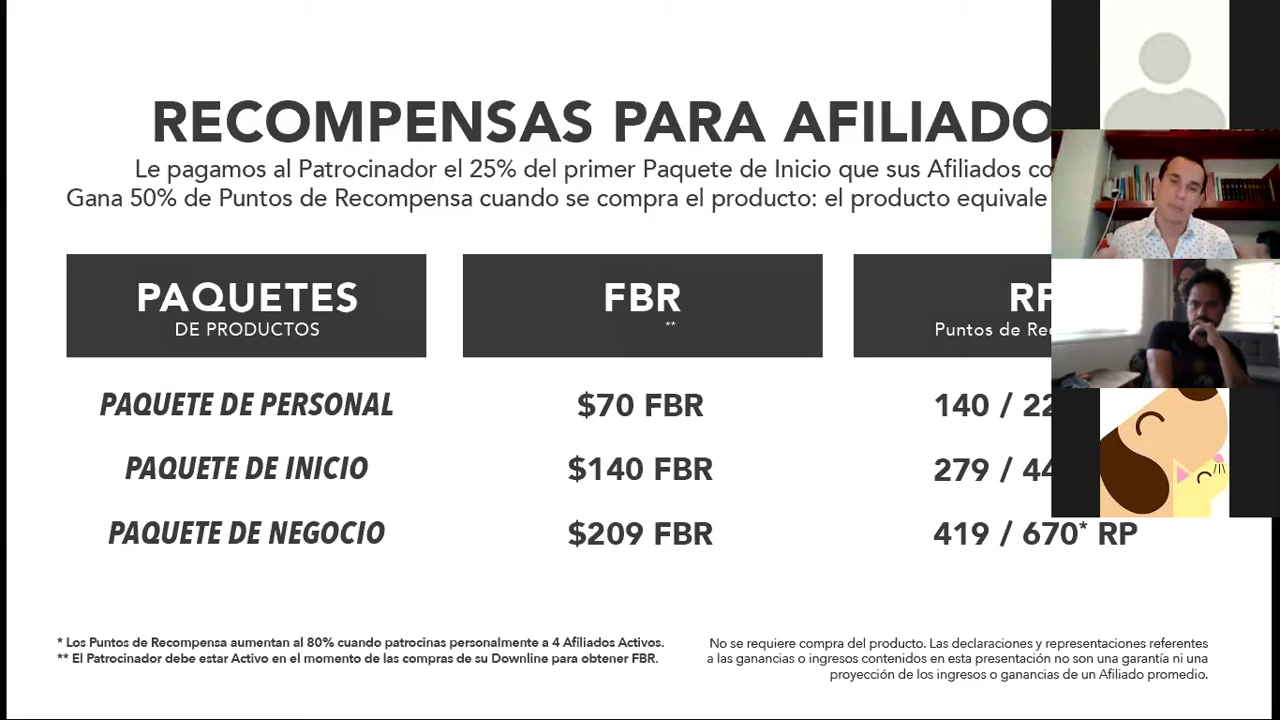 RECOMPENSAS PARA AFILIADO
Le pagamos al Patrocinador el 25% del primer Paquete de Inicio que sus Afiliados
Gana 50% de Puntos de Recompensa cuando se compra el producto: el producto equivale
PAQUETES
DE PRODUCTOS
FBR
**
Puntos de
PAQUETE DE PERSONAL
$70 FBR
140 /
PAQUETE DE INICIO
$140 FBR
279 /
PAQUETE DE NEGOCIO
$209 FBR
419 / 670* RP
* Los Puntos de Recompensa aumentan al 80% cuando patrocinas personalmente a 4 Afiliados Activos.
** El Patrocinador debe estar Activo en el momento de las compras de su Downline para obtener FBR.
No se requiere compra del producto. Las declaraciones y representaciones referentes
a las ganancias o ingresos contenidos en esta presentación no son una garantía ni una
proyección de los ingresos o ganancias de un Afiliado promedio.